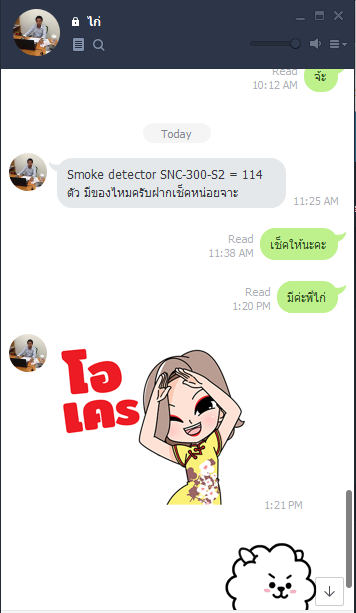 ไก่
Read
10:12 AM
จ้ะ
Today
Smoke detector SNC-300-S2 = 114
ตัว มีของไหมครับฝากเช็คหน่อยจาะ
11:25 AM
Read
11:38 AM
เช็คให้นะคะ
Read
1:20 PM
มีค่ะพี่ไก่
โอ
เคร
1:21 PM